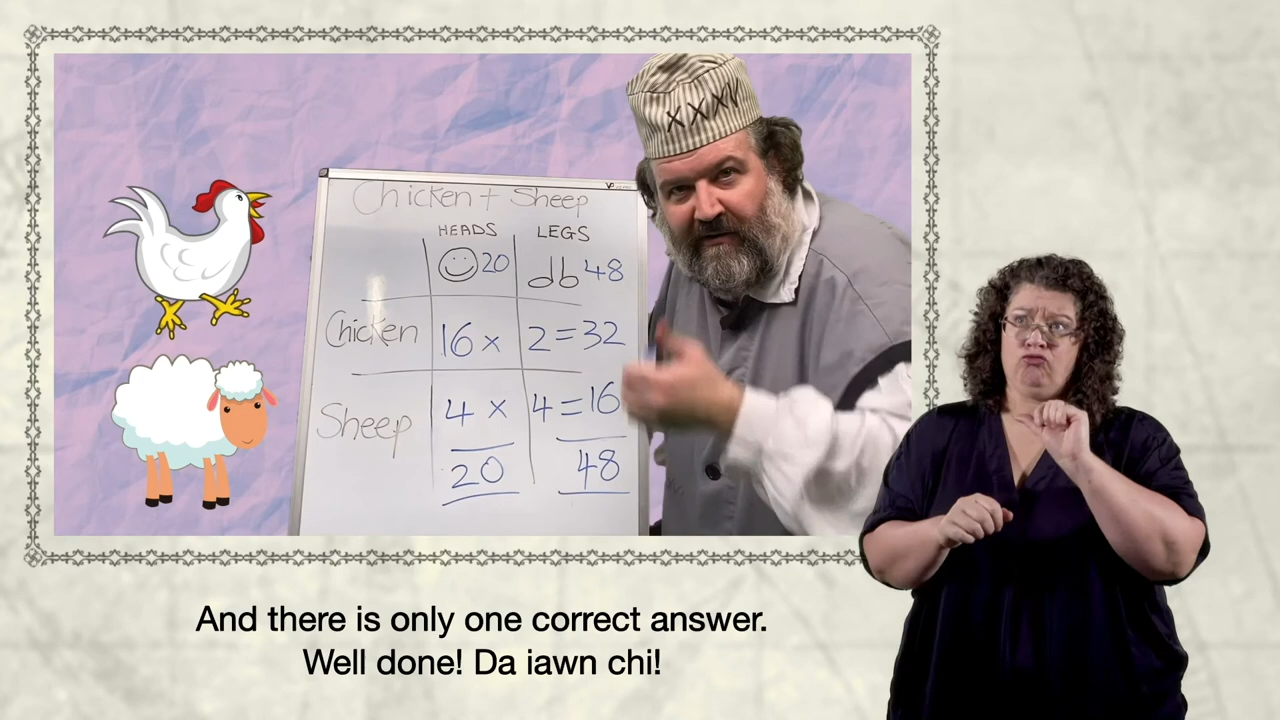 XXXV
Chicken + Sheep
HEADS LEGS
20 48
Chicken 16 x 2 = 32
Sheep 4 x 4 = 16
20 48
And there is only one correct answer.
Well done! Da iawn chi!